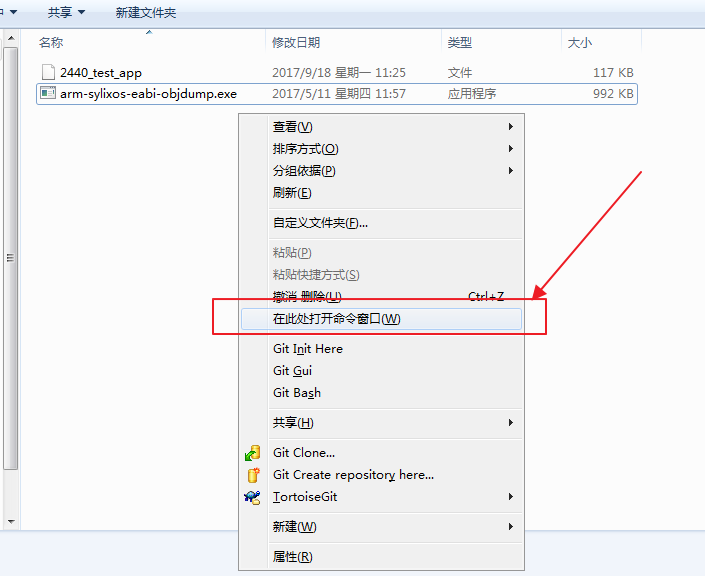 共享 新建文件夹
名称 修改日期 类型 大小
2440_test_app 2017/9/18 星期一 11:25 文件 117 KB
arm-sylixos-eabi-objdump.exe 2017/5/11 星期四 11:57 应用程序 992 KB
查看(V)
排序方式(O)
分组依据(P)
刷新(E)
自定义文件夹(F)...
粘贴(P)
粘贴快捷方式(S)
撤消 删除(U) Ctrl+Z
在此处打开命令窗口(W)
Git Init Here
Git Gui
Git Bash
共享(H)
Git Clone...
Git Create repository here...
TortoiseGit
新建(W)
属性(R)